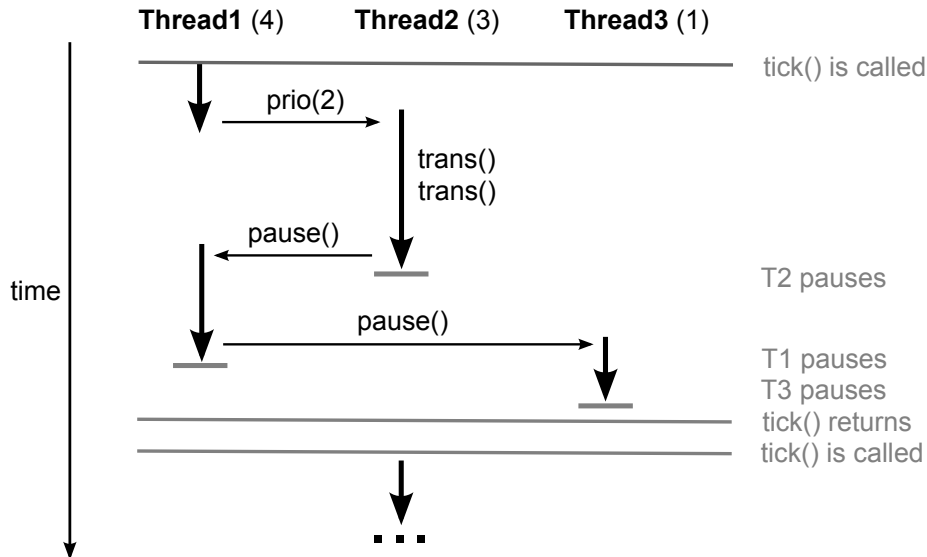 Thread1 (4) Thread2 (3) Thread3 (1)
tick() is called
prio(2)
trans()
trans()
pause()
T2 pauses
time
pause()
T1 pauses
T3 pauses
tick() returns
tick() is called